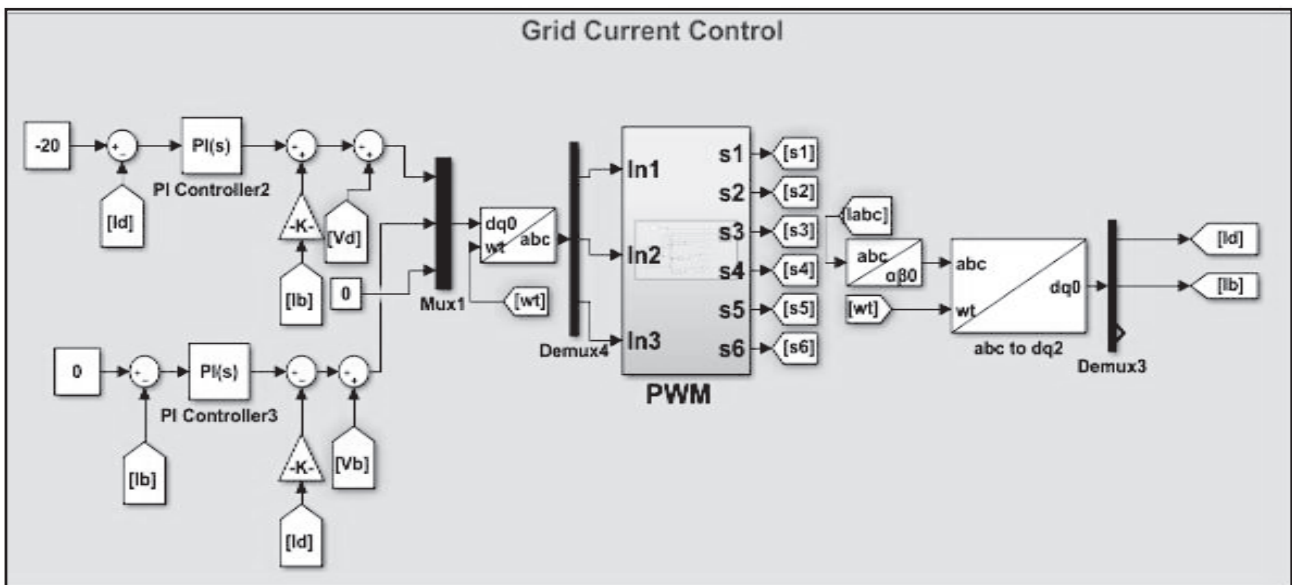 Grid Current Control
-20
PI(s)
PI Controller2
[Id]
-K-
[Vd]
[Ib]
0
Mux1
dq0
wt
abc
[wt]
Demux4
In1
In2
In3
s1
s2
s3
s4
s5
s6
PWM
[s1]
[s2]
[s3]
[s4]
[s5]
[s6]
[Iabc]
abc
αβ0
[wt]
abc
wt
dq0
abc to dq2
Demux3
[Id]
[Ib]
0
PI(s)
PI Controller3
[Ib]
-K-
[Vb]
[Id]